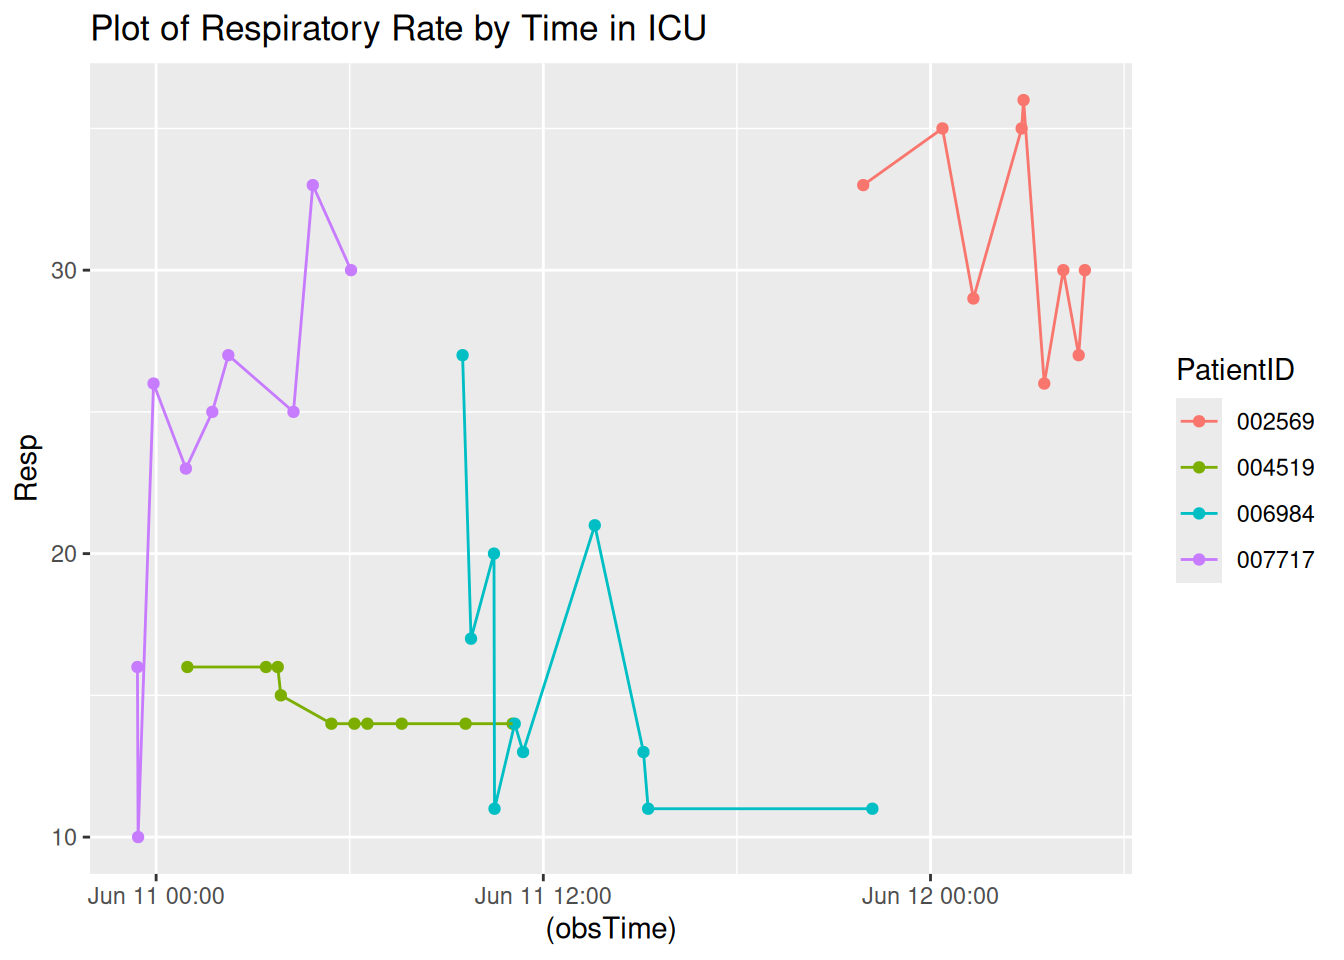 Plot of Respiratory Rate by Time in ICU
Resp
30
20
10
Jun 11 00:00
Jun 11 12:00
Jun 12 00:00
(obsTime)
PatientID
002569
004519
006984
007717